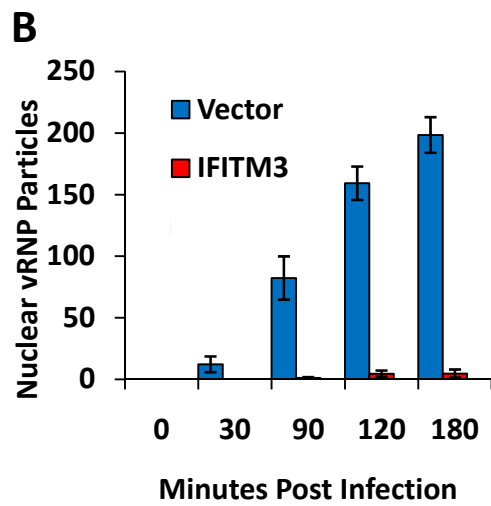 B
Nuclear vRNP Particles
250
200
150
100
50
0
Vector
IFITM3
0 30 90 120 180
Minutes Post Infection